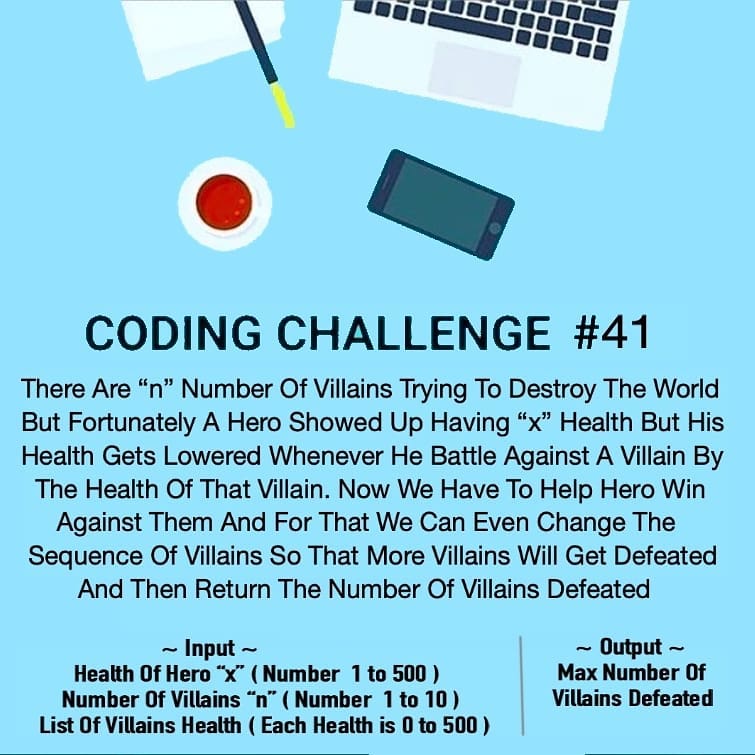 CODING CHALLENGE #41
There Are “n” Number Of Villains Trying To Destroy The World
But Fortunately A Hero Showed Up Having “x” Health But His
Health Gets Lowered Whenever He Battle Against A Villain By
The Health Of That Villain. Now We Have To Help Hero Win
Against Them And For That We Can Even Change The
Sequence Of Villains So That More Villains Will Get Defeated
And Then Return The Number Of Villains Defeated
~ Input ~
Health Of Hero “x” ( Number 1 to 500 )
Number Of Villains “n” ( Number 1 to 10 )
List Of Villains Health ( Each Health is 0 to 500 )
~ Output ~
Max Number Of
Villains Defeated